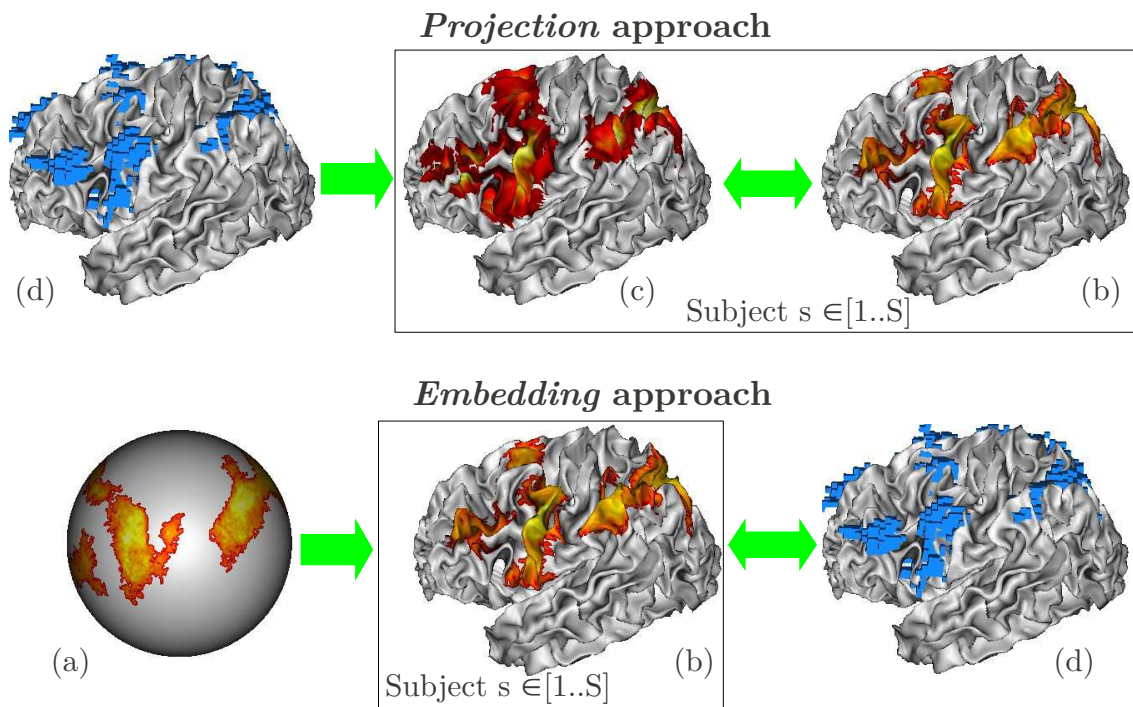 Projection approach
(d)
(c)
(b)
Subject s ∈[1..S]
Embedding approach
(a)
(b)
(d)
Subject s ∈[1..S]